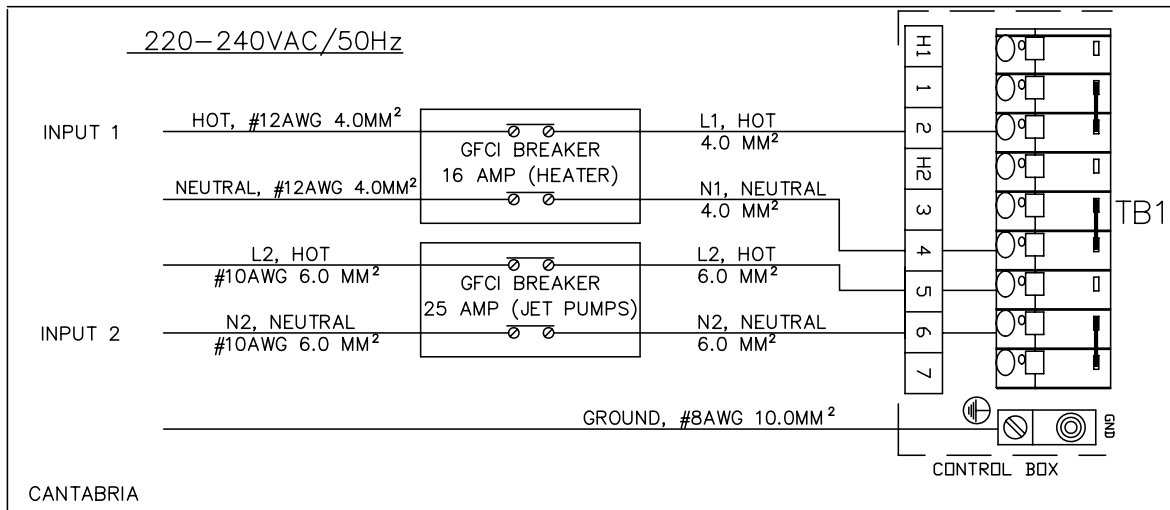 220-240VAC/50Hz
INPUT 1
HOT, #12AWG 4.0MM²
GFCI BREAKER
16 AMP (HEATER)
L1, HOT
4.0 MM²
NEUTRAL, #12AWG 4.0MM²
N1, NEUTRAL
4.0 MM²
L2, HOT
#10AWG 6.0 MM²
GFCI BREAKER
25 AMP (JET PUMPS)
L2, HOT
6.0 MM²
INPUT 2
N2, NEUTRAL
#10AWG 6.0 MM²
N2, NEUTRAL
6.0 MM²
H1
1
2
H2
3
4
5
6
7
TB1
GROUND, #8AWG 10.0MM²
GND
CONTROL BOX
CANTABRIA